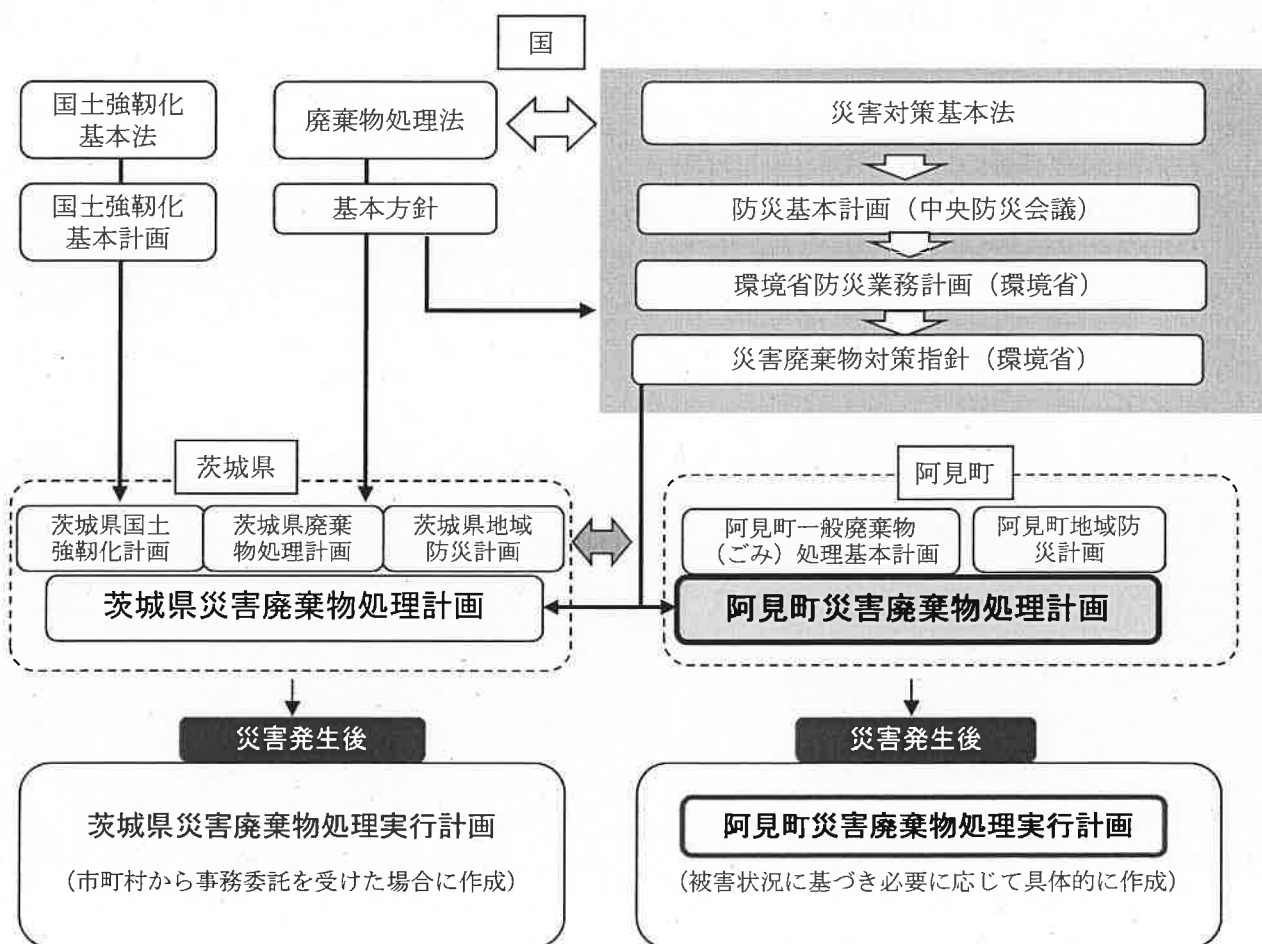 国
国土強靭化
基本法
廃棄物処理法
災害対策基本法
国土強靭化
基本計画
基本方針
防災基本計画（中央防災会議）
環境省防災業務計画（環境省）
災害廃棄物対策指針（環境省）
茨城県
阿見町
茨城県国土
強靭化計画
茨城県廃棄
物処理計画
茨城県地域
防災計画
阿見町一般廃棄物
（ごみ）処理基本計画
阿見町地域防
災計画
茨城県災害廃棄物処理計画
阿見町災害廃棄物処理計画
災害発生後
災害発生後
茨城県災害廃棄物処理実行計画
（市町村から事務委託を受けた場合に作成）
阿見町災害廃棄物処理実行計画
（被害状況に基づき必要に応じて具体的に作成）